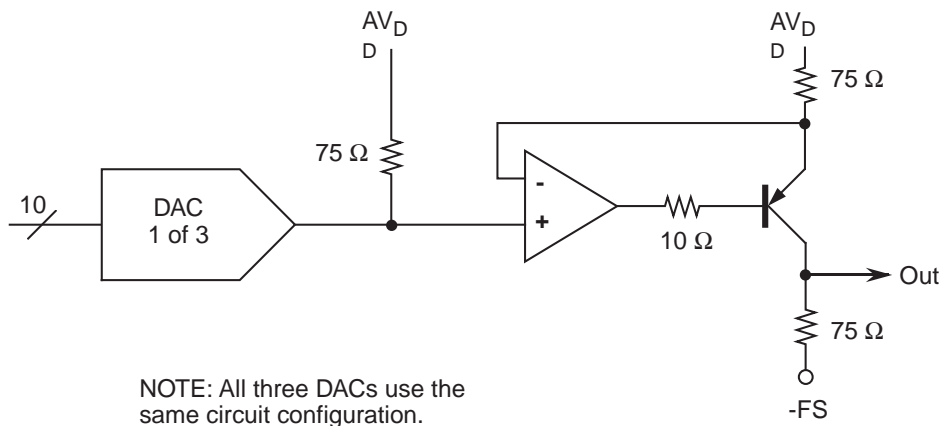 AVD
D
AVD
D
75 Ω
75 Ω
10
DAC
1 of 3
-
+
10 Ω
Out
75 Ω
NOTE: All three DACs use the
same circuit configuration.
-FS